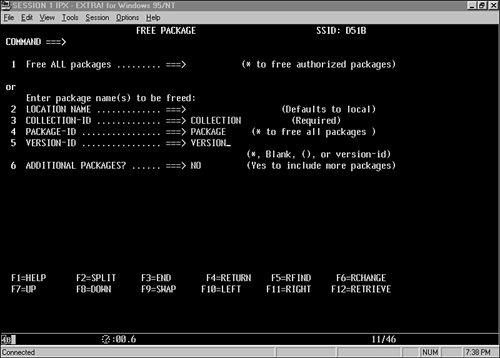 SESSION 1 IPX - EXTRA! for Windows 95/NT
File Edit View Tools Session Options Help
FREE PACKAGE SSID: D51B
COMMAND ===>
1 Free ALL packages ......... ===> (* to free authorized packages)
or
Enter package name(s) to be freed:
2 LOCATION NAME ............. ===> (Defaults to local)
3 COLLECTION-ID ............. ===> COLLECTION (Required)
4 PACKAGE-ID ................ ===> PACKAGE (* to free all packages )
5 VERSION-ID ................ ===> VERSION_
(*, Blank, (), or version-id)
6 ADDITIONAL PACKAGES? ...... ===> NO (Yes to include more packages)
F1=HELP F2=SPLIT F3=END F4=RETURN F5=RFIND F6=RCHANGE
F7=UP F8=DOWN F9=SWAP F10=LEFT F11=RIGHT F12=RETRIEVE
:00.6 11/46
Connected NUM 7:38 PM